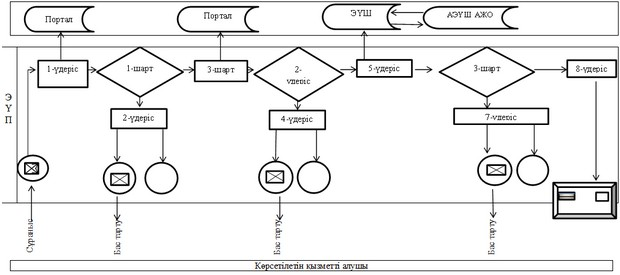 Портал
Портал
ЭҮШ
АЭҮШ АЖО
ЭҮП
1-үдеріс
1-шарт
3-шарт
2-үдеріс
5-үдеріс
3-шарт
8-үдеріс
2-үдеріс
4-үдеріс
7-үдеріс
Сұраныс
Бас тарту
Бас тарту
Бас тарту
Көрсетілетін қызметті алушы